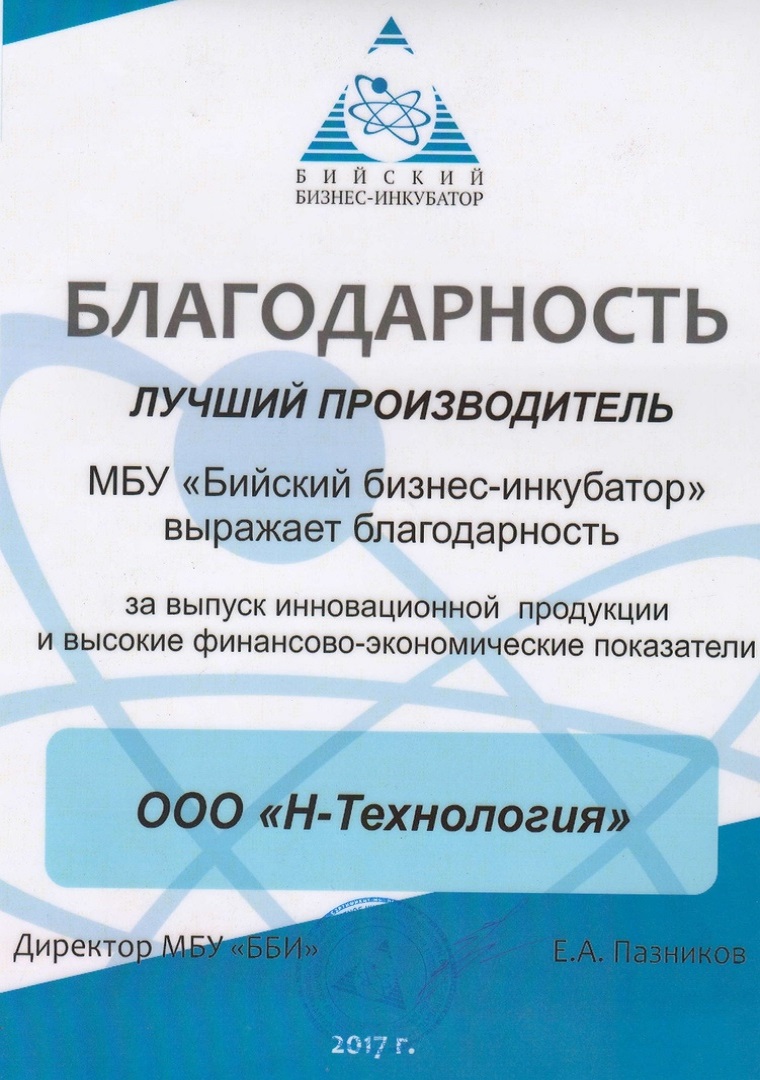 БИЙСКИЙ
БИЗНЕС-ИНКУБАТОР
БЛАГОДАРНОСТЬ
ЛУЧШИЙ ПРОИЗВОДИТЕЛЬ
МБУ «Бийский бизнес-инкубатор»
выражает благодарность
за выпуск инновационной продукции
и высокие финансово-экономические показатели
ООО «Н-Технология»
Директор МБУ «ББИ» Е.А. Пазников
2017 г.